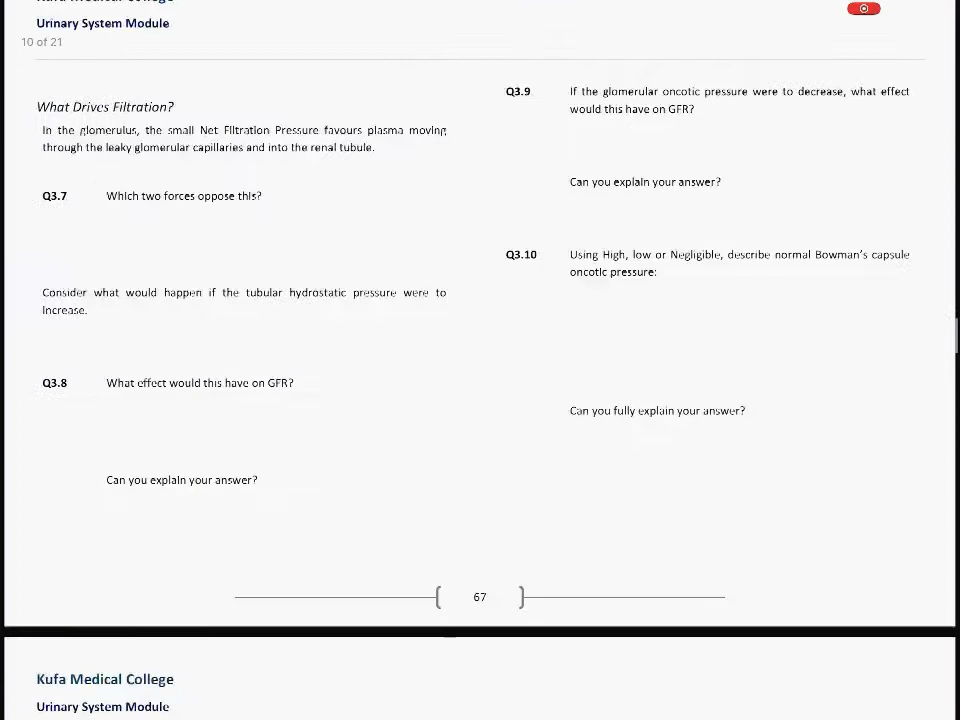 Urinary System Module
10 of 21
What Drives Filtration?
In the glomerulus, the small Net Filtration Pressure favours plasma moving
through the leaky glomerular capillaries and into the renal tubule.
Q3.7 Which two forces oppose this?
Consider what would happen if the tubular hydrostatic pressure were to
increase.
Q3.8 What effect would this have on GFR?
Can you explain your answer?
Q3.9 If the glomerular oncotic pressure were to decrease, what effect
would this have on GFR?
Can you explain your answer?
Q3.10 Using High, low or Negligible, describe normal Bowman's capsule
oncotic pressure:
Can you fully explain your answer?
67
Kufa Medical College
Urinary System Module